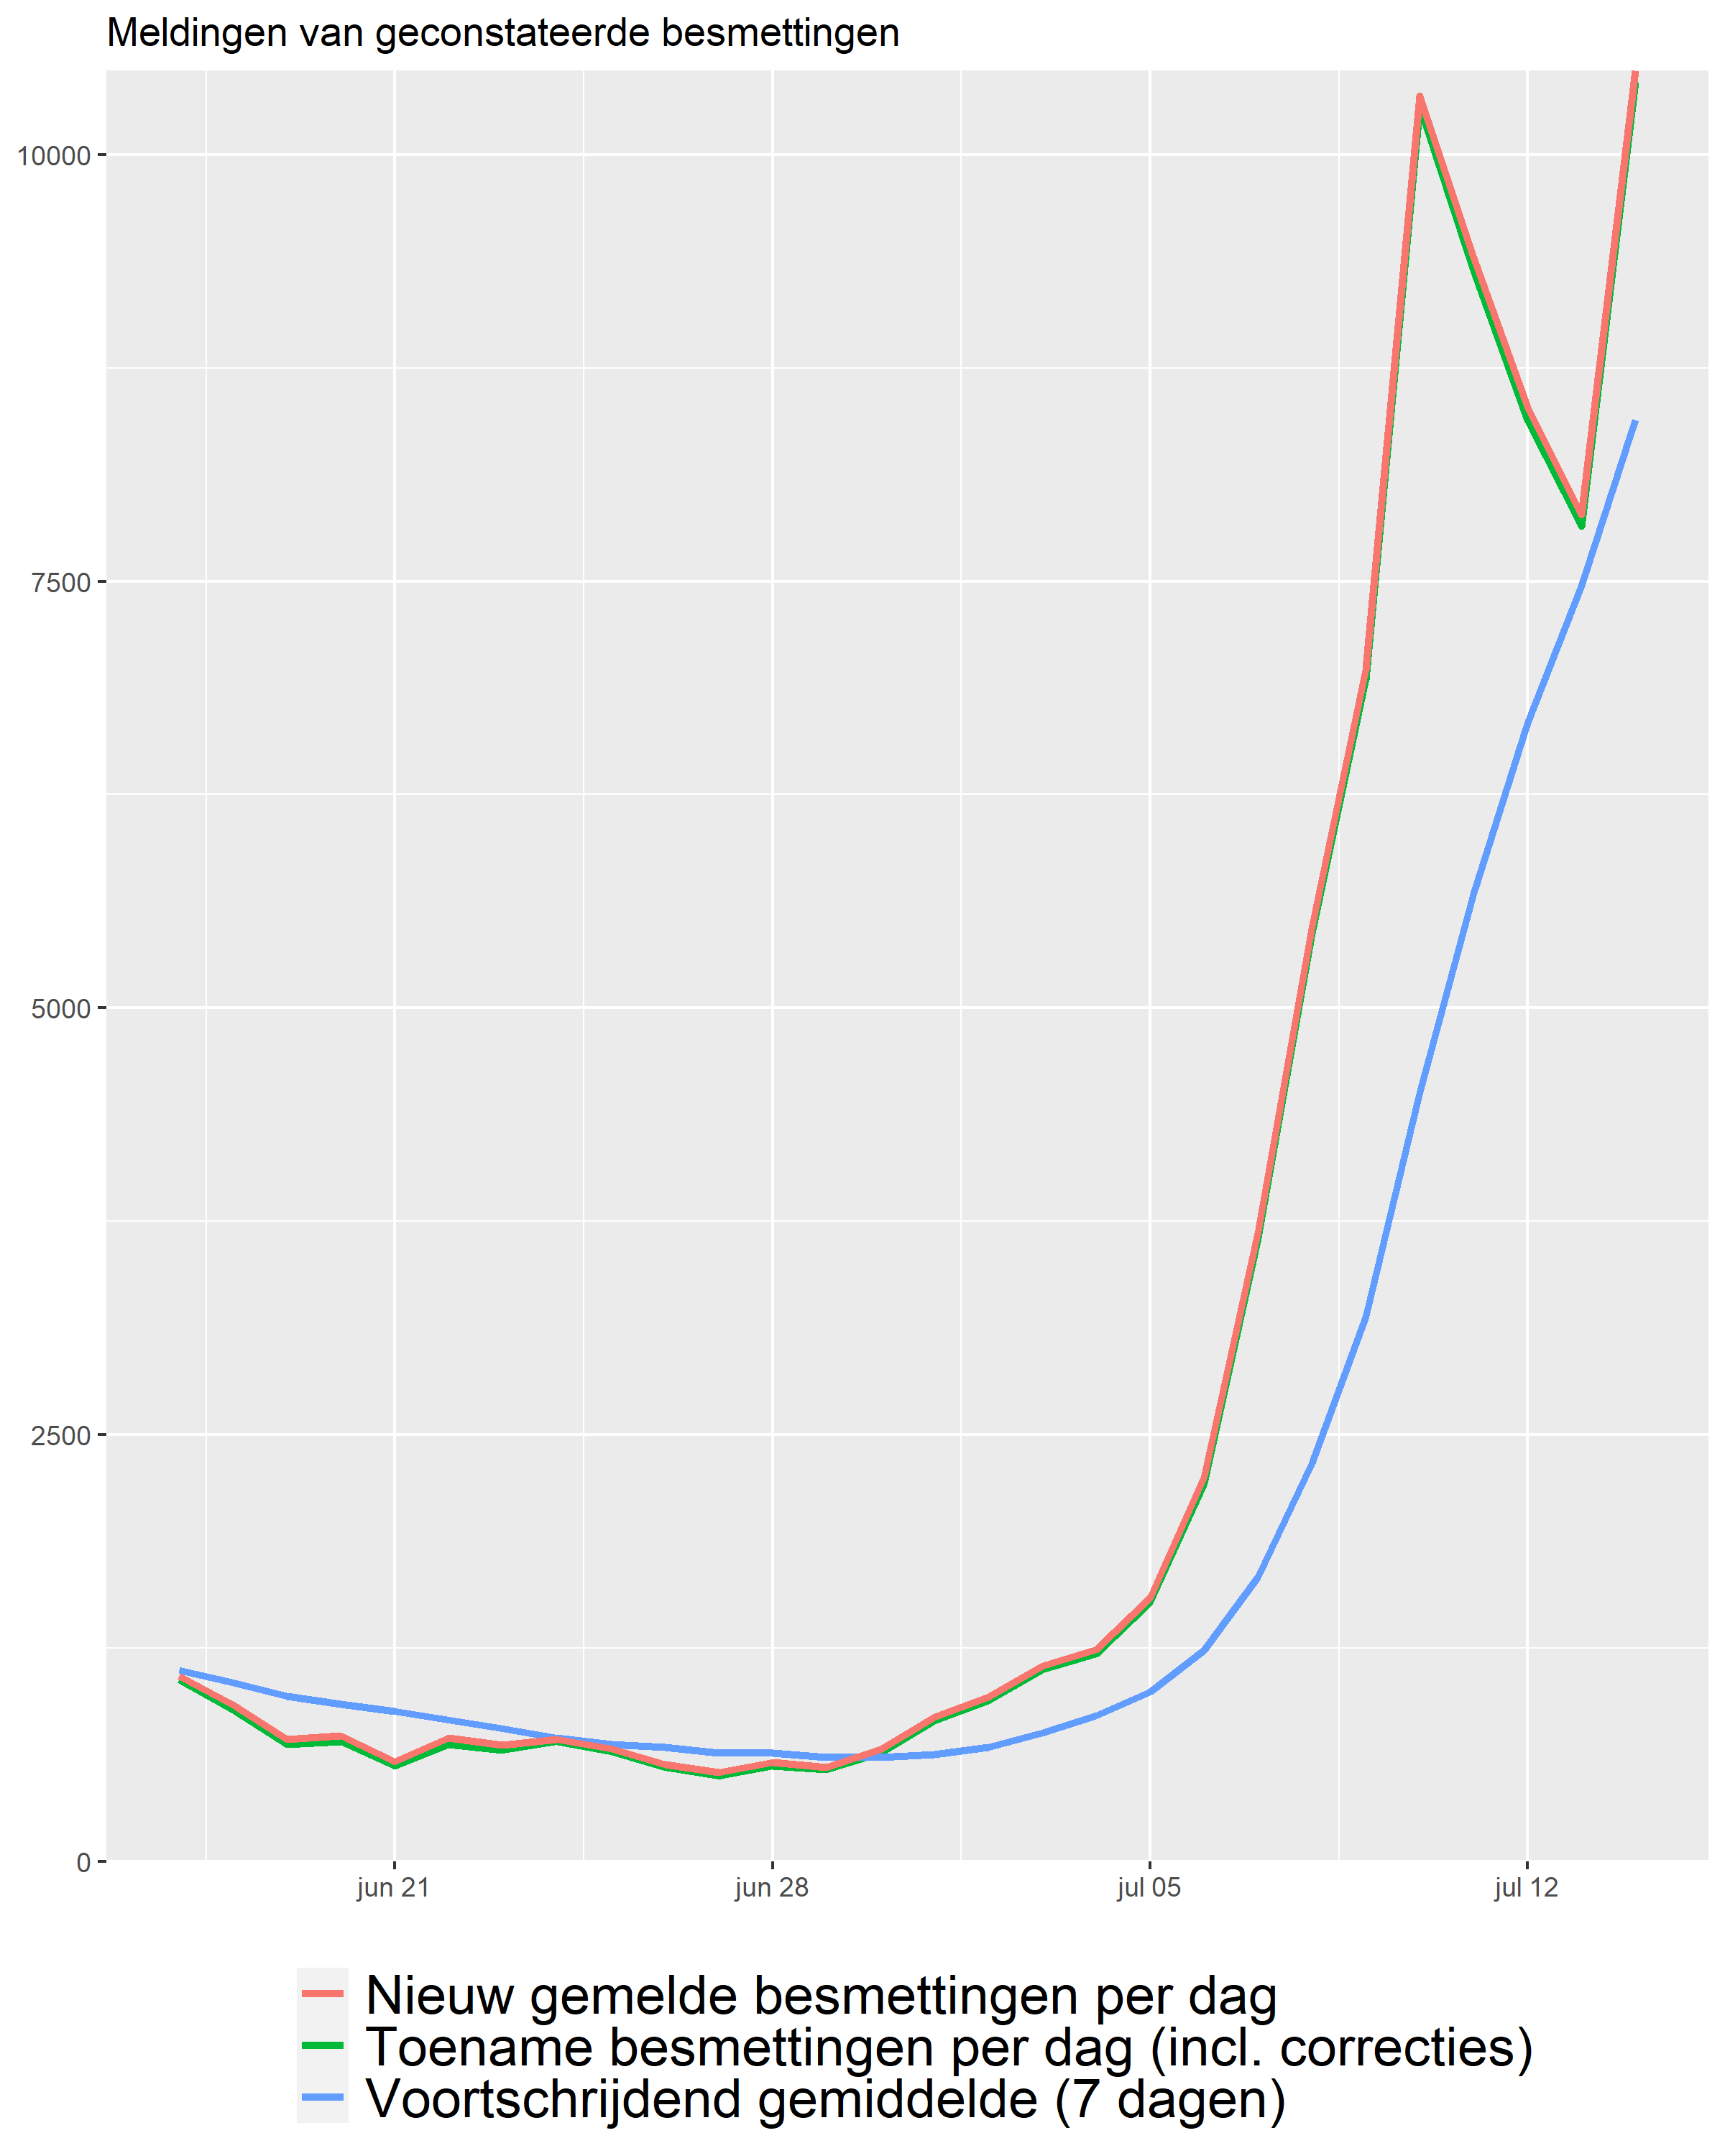 Meldingen van geconstateerde besmettingen
10000
7500
5000
2500
0
jun 21
jun 28
jul 05
jul 12
Nieuw gemelde besmettingen per dag
Toename besmettingen per dag (incl. correcties)
Voortschrijdend gemiddelde (7 dagen)